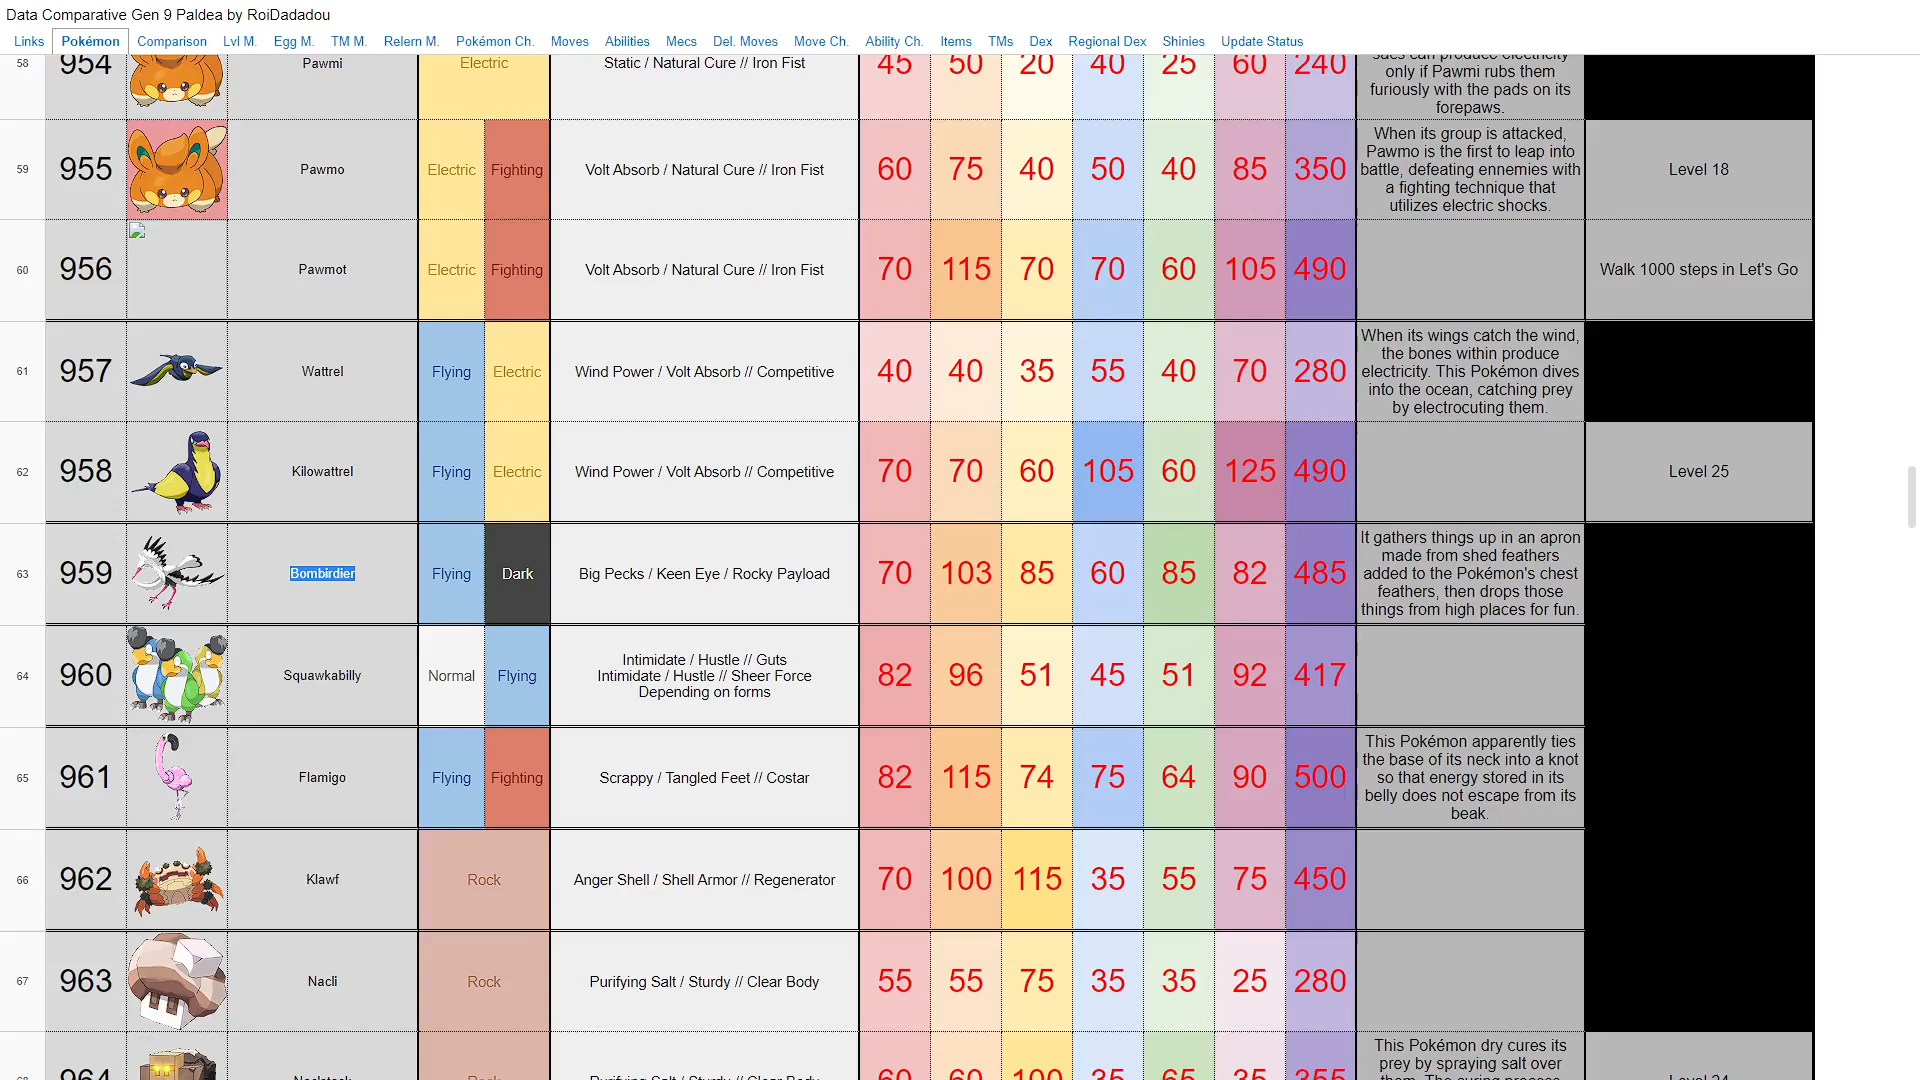 Data Comparative Gen 9 Paldea by RoiDadadou
Links Pokémon Comparison Lvl M. Egg M. TM M. Relern M. Pokémon Ch. Moves Abilities Mecs Del. Moves Move Ch. Ability Ch. Items TMs Dex Regional Dex Shinies Update Status
58 954 Pawmi Electric Static / Natural Cure // Iron Fist 45 50 20 40 25 60 240
only if Pawmi rubs them
furiously with the pads on its
forepaws.
59 955 Pawmo Electric Fighting Volt Absorb / Natural Cure // Iron Fist 60 75 40 50 40 85 350
When its group is attacked,
Pawmo is the first to leap into
battle, defeating ennemies with
a fighting technique that
utilizes electric shocks.
Level 18
60 956 Pawmot Electric Fighting Volt Absorb / Natural Cure // Iron Fist 70 115 70 70 60 105 490 Walk 1000 steps in Let's Go
61 957 Wattrel Flying Electric Wind Power / Volt Absorb // Competitive 40 40 35 55 40 70 280
When its wings catch the wind,
the bones within produce
electricity. This Pokémon dives
into the ocean, catching prey
by electrocuting them.
62 958 Kilowattrel Flying Electric Wind Power / Volt Absorb // Competitive 70 70 60 105 60 125 490 Level 25
63 959 Bombirdier Flying Dark Big Pecks / Keen Eye / Rocky Payload 70 103 85 60 85 82 485
It gathers things up in an apron
made from shed feathers
added to the Pokémon's chest
feathers, then drops those
things from high places for fun.
64 960 Squawkabilly Normal Flying
Intimidate / Hustle // Guts
Intimidate / Hustle // Sheer Force
Depending on forms
82 96 51 45 51 92 417
65 961 Flamigo Flying Fighting Scrappy / Tangled Feet // Costar 82 115 74 75 64 90 500
This Pokémon apparently ties
the base of its neck into a knot
so that energy stored in its
belly does not escape from its
beak.
66 962 Klawf Rock Anger Shell / Shell Armor // Regenerator 70 100 115 35 55 75 450
67 963 Nacli Rock Purifying Salt / Sturdy // Clear Body 55 55 75 35 35 25 280
964 60 60 100 35 65 35 355
This Pokémon dry cures its
prey by spraying salt over